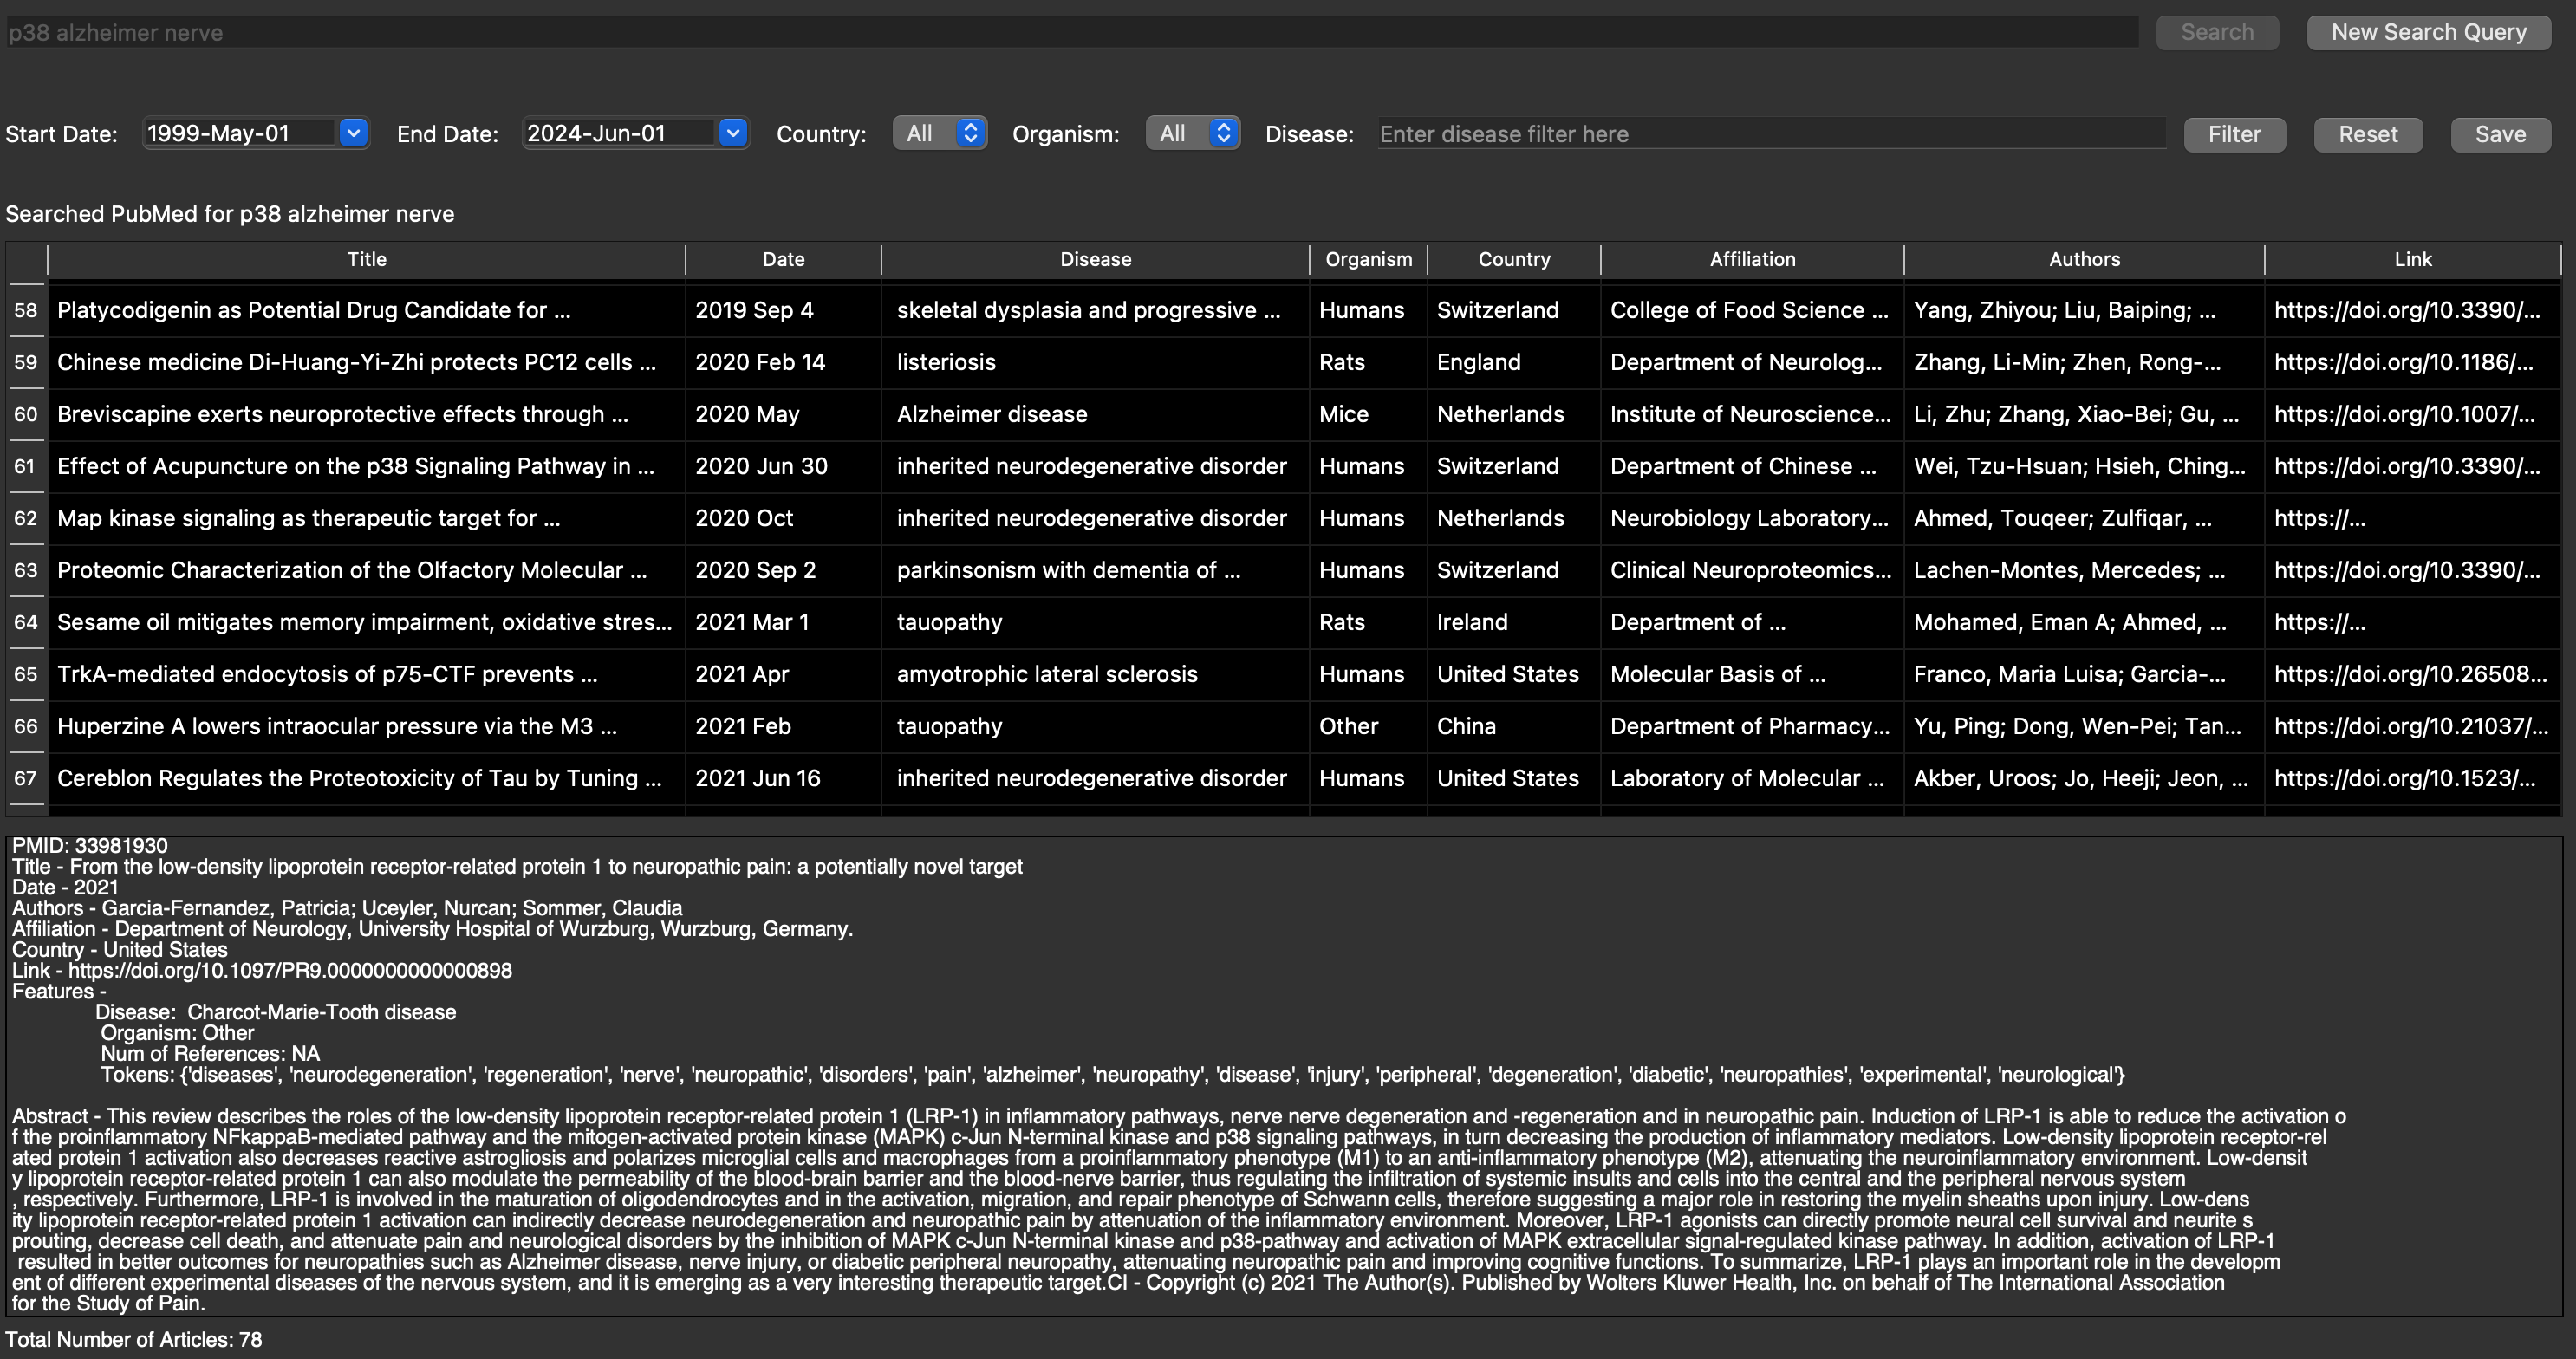 p38 alzheimer nerve Search New Search Query
Start Date: 1999-May-01 End Date: 2024-Jun-01 Country: All Organism: All Disease: Enter disease filter here Filter Reset Save
Searched PubMed for p38 alzheimer nerve
Title Date Disease Organism Country Affiliation Authors Link
58 Platycodigenin as Potential Drug Candidate for ... 2019 Sep 4 skeletal dysplasia and progressive ... Humans Switzerland College of Food Science ... Yang, Zhiyou; Liu, Baiping; ... https://doi.org/10.3390/...
59 Chinese medicine Di-Huang-Yi-Zhi protects PC12 cells ... 2020 Feb 14 listeriosis Rats England Department of Neurolog... Zhang, Li-Min; Zhen, Rong-... https://doi.org/10.1186/...
60 Breviscapine exerts neuroprotective effects through ... 2020 May Alzheimer disease Mice Netherlands Institute of Neuroscience... Li, Zhu; Zhang, Xiao-Bei; Gu, ... https://doi.org/10.1007/...
61 Effect of Acupuncture on the p38 Signaling Pathway in ... 2020 Jun 30 inherited neurodegenerative disorder Humans Switzerland Department of Chinese ... Wei, Tzu-Hsuan; Hsieh, Ching... https://doi.org/10.3390/...
62 Map kinase signaling as therapeutic target for ... 2020 Oct inherited neurodegenerative disorder Humans Netherlands Neurobiology Laboratory... Ahmed, Touqeer; Zulfiqar, ... https://...
63 Proteomic Characterization of the Olfactory Molecular ... 2020 Sep 2 parkinsonism with dementia of ... Humans Switzerland Clinical Neuroproteomics... Lachen-Montes, Mercedes; ... https://doi.org/10.3390/...
64 Sesame oil mitigates memory impairment, oxidative stres... 2021 Mar 1 tauopathy Rats Ireland Department of ... Mohamed, Eman A; Ahmed, ... https://...
65 TrkA-mediated endocytosis of p75-CTF prevents ... 2021 Apr amyotrophic lateral sclerosis Humans United States Molecular Basis of ... Franco, Maria Luisa; Garcia-... https://doi.org/10.26508...
66 Huperzine A lowers intraocular pressure via the M3 ... 2021 Feb tauopathy Other China Department of Pharmacy... Yu, Ping; Dong, Wen-Pei; Tan... https://doi.org/10.21037/...
67 Cereblon Regulates the Proteotoxicity of Tau by Tuning ... 2021 Jun 16 inherited neurodegenerative disorder Humans United States Laboratory of Molecular ... Akber, Uroos; Jo, Heeji; Jeon, ... https://doi.org/10.1523/...
PMID: 33981930
Title - From the low-density lipoprotein receptor-related protein 1 to neuropathic pain: a potentially novel target
Date - 2021
Authors - Garcia-Fernandez, Patricia; Uceyler, Nurcan; Sommer, Claudia
Affiliation - Department of Neurology, University Hospital of Wurzburg, Wurzburg, Germany.
Country - United States
Link - https://doi.org/10.1097/PR9.0000000000000898
Features -
Disease: Charcot-Marie-Tooth disease
Organism: Other
Num of References: NA
Tokens: {'diseases', 'neurodegeneration', 'regeneration', 'nerve', 'neuropathic', 'disorders', 'pain', 'alzheimer', 'neuropathy', 'disease', 'injury', 'peripheral', 'degeneration', 'diabetic', 'neuropathies', 'experimental', 'neurological'}
Abstract - This review describes the roles of the low-density lipoprotein receptor-related protein 1 (LRP-1) in inflammatory pathways, nerve nerve degeneration and -regeneration and in neuropathic pain. Induction of LRP-1 is able to reduce the activation o
f the proinflammatory NFkappaB-mediated pathway and the mitogen-activated protein kinase (MAPK) c-Jun N-terminal kinase and p38 signaling pathways, in turn decreasing the production of inflammatory mediators. Low-density lipoprotein receptor-rel
ated protein 1 activation also decreases reactive astrogliosis and polarizes microglial cells and macrophages from a proinflammatory phenotype (M1) to an anti-inflammatory phenotype (M2), attenuating the neuroinflammatory environment. Low-densit
y lipoprotein receptor-related protein 1 can also modulate the permeability of the blood-brain barrier and the blood-nerve barrier, thus regulating the infiltration of systemic insults and cells into the central and the peripheral nervous system
, respectively. Furthermore, LRP-1 is involved in the maturation of oligodendrocytes and in the activation, migration, and repair phenotype of Schwann cells, therefore suggesting a major role in restoring the myelin sheaths upon injury. Low-dens
ity lipoprotein receptor-related protein 1 activation can indirectly decrease neurodegeneration and neuropathic pain by attenuation of the inflammatory environment. Moreover, LRP-1 agonists can directly promote neural cell survival and neurite s
prouting, decrease cell death, and attenuate pain and neurological disorders by the inhibition of MAPK c-Jun N-terminal kinase and p38-pathway and activation of MAPK extracellular signal-regulated kinase pathway. In addition, activation of LRP-1
resulted in better outcomes for neuropathies such as Alzheimer disease, nerve injury, or diabetic peripheral neuropathy, attenuating neuropathic pain and improving cognitive functions. To summarize, LRP-1 plays an important role in the developm
ent of different experimental diseases of the nervous system, and it is emerging as a very interesting therapeutic target.CI - Copyright (c) 2021 The Author(s). Published by Wolters Kluwer Health, Inc. on behalf of The International Association
for the Study of Pain.
Total Number of Articles: 78